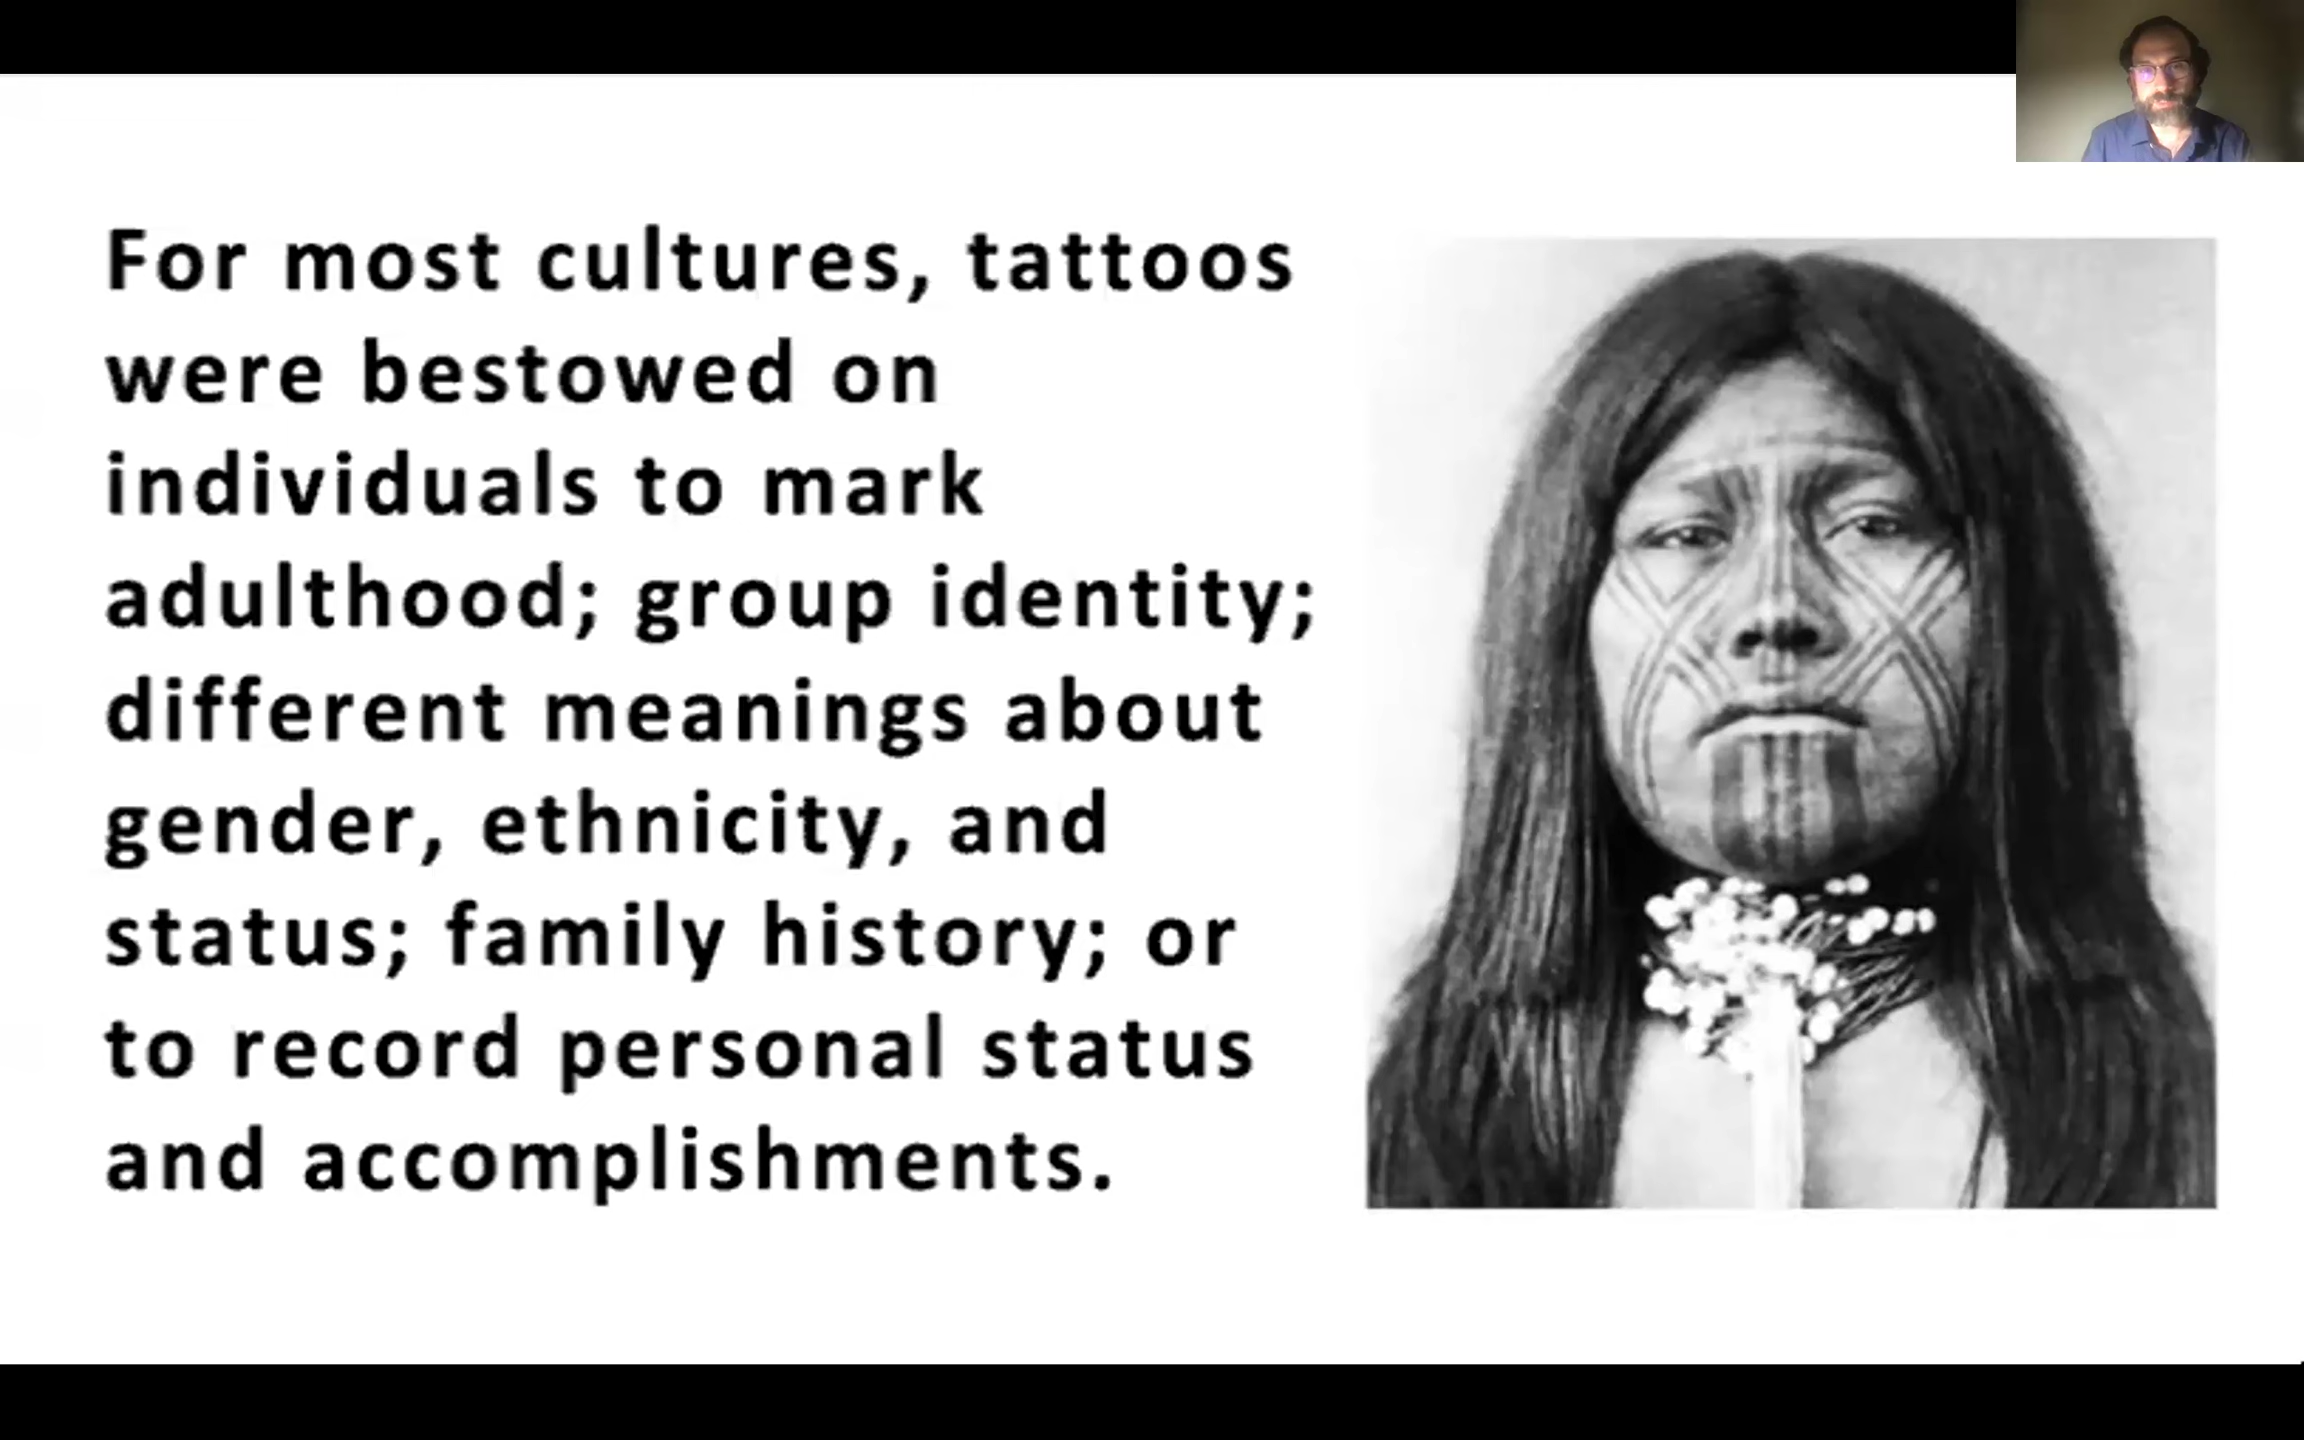 For most cultures, tattoos
were bestowed on
individuals to mark
adulthood; group identity;
different meanings about
gender, ethnicity, and
status; family history; or
to record personal status
and accomplishments.